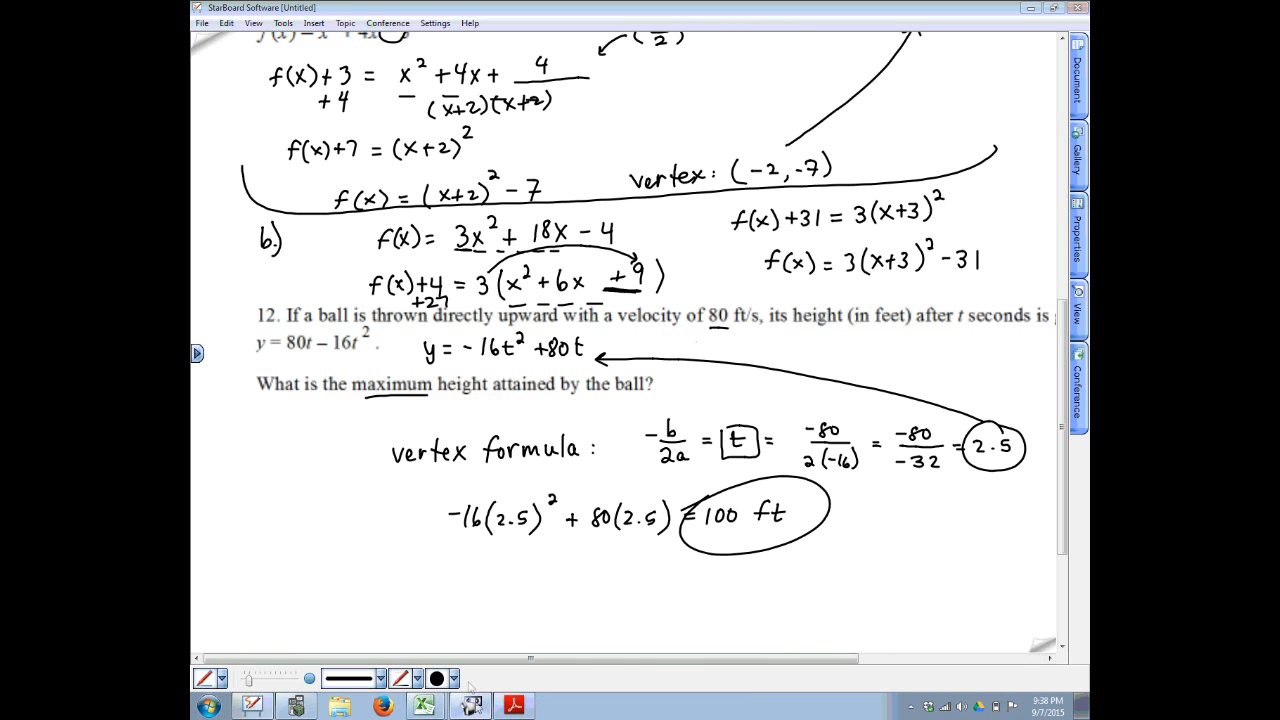 StarBoard Software [Untitled]
File Edit View Tools Insert Topic Conference Settings Help
f(x)+3 = x² + 4x + 4
+4 (x+2)(x+2)
f(x)+7 = (x+2)²
f(x) = (x+2)² - 7
vertex: (-2, -7)
b.) f(x) = 3x² + 18x - 4
f(x)+4 = 3(x² + 6x +9)
+27
f(x)+31 = 3(x+3)²
f(x) = 3(x+3)² - 31
12. If a ball is thrown directly upward with a velocity of 80 ft/s, its height (in feet) after t seconds is
y = 80t – 16t². y = -16t² +80t
What is the maximum height attained by the ball?
vertex formula: -b/2a = t = -80/2(-16) = -80/-32 = 2.5
-16(2.5)² + 80(2.5) = 100 ft
Document
Gallery
Properties
View
Conference
9:38 PM
9/7/2015